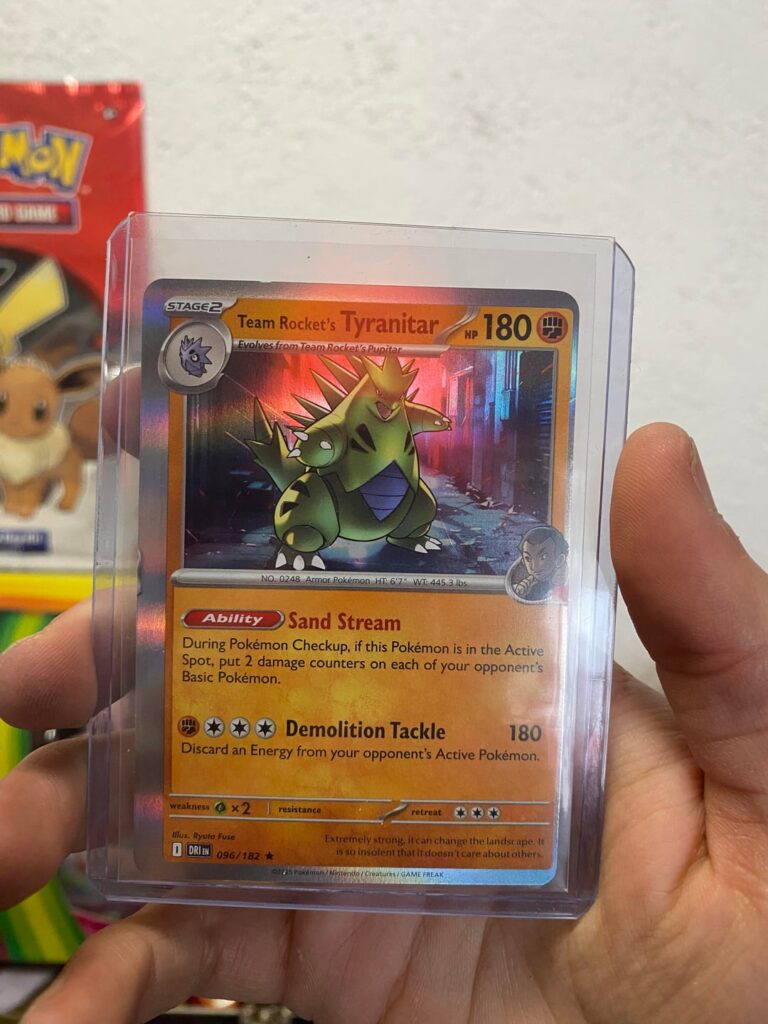 MON
STAGE2
Team Rocket's Tyranitar HP 180
Evolves from Team Rocket's Pupitar
NO. 0248 Armor Pokémon HT: 6'7" WT: 445.3 lbs
Ability Sand Stream
During Pokémon Checkup, if this Pokémon is in the Active
Spot, put 2 damage counters on each of your opponent's
Basic Pokémon.
Demolition Tackle 180
Discard an Energy from your opponent's Active Pokémon.
weakness ×2 resistance retreat
Illus. Ryota Fuse
Extremely strong, it can change the landscape. It
is so insolent that it doesn't care about others.
I DRI EN 096/182 ★
©2025 Pokémon / Nintendo / Creatures / GAME FREAK